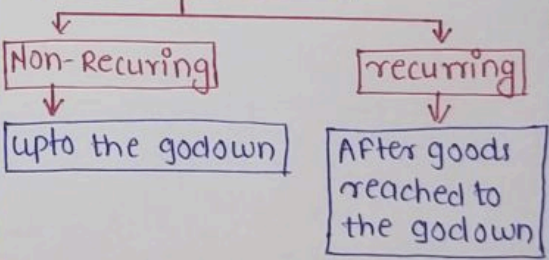 Non-Recuring
recurring
upto the godown
After goods
reached to
the godown